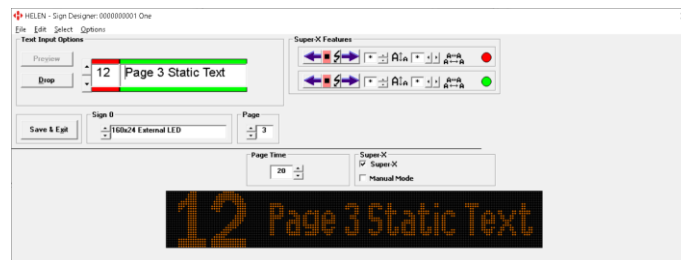 HELEN - Sign Designer: 0000000001 One
File Edit Select Options
Text Input Options
Preview
Drop
12 Page 3 Static Text
Super-X Features
Save & Exit
Sign 0
160x24 External LED
Page
3
Page Time
20
Super-X
Super-X
Manual Mode
12 Page 3 Static Text